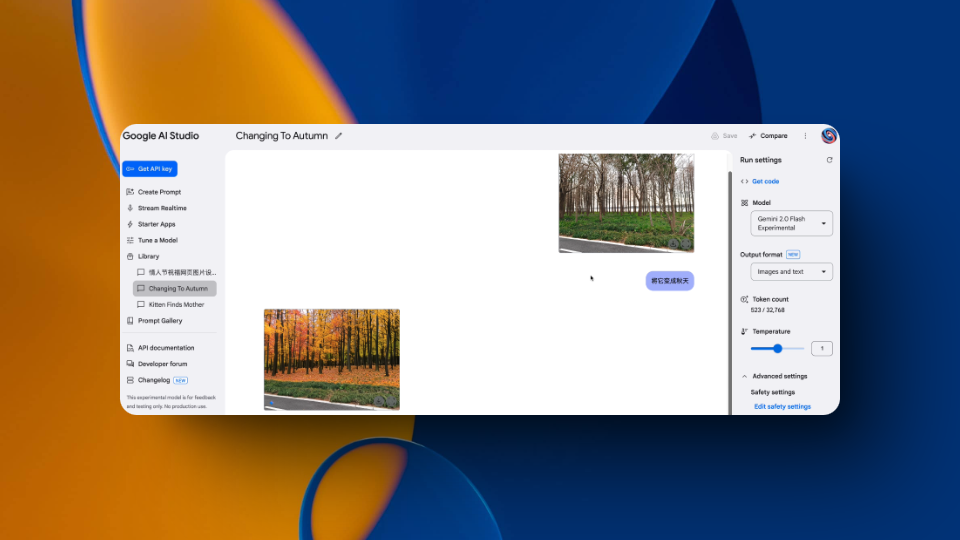 Google AI Studio
Changing To Autumn
Save
Compare
Get API key
Create Prompt
Stream Realtime
Starter Apps
Tune a Model
Library
情人节祝福网页图片设...
Changing To Autumn
Kitten Finds Mother
Prompt Gallery
API documentation
Developer forum
Changelog NEW
This experimental model is for feedback
and testing only. No production use.
将它变成秋天
Run settings
Get code
Model
Gemini 2.0 Flash
Experimental
Output format NEW
Images and text
Token count
523 / 32,768
Temperature
1
Advanced settings
Safety settings
Edit safety settings